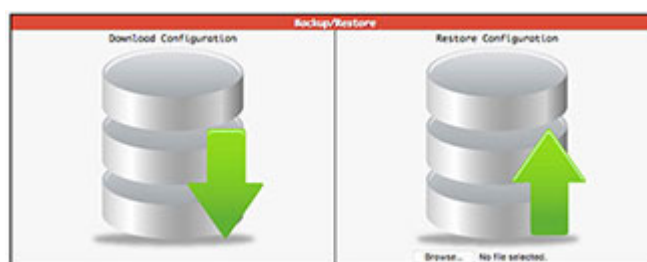 Backup/Restore
Download Configuration
Restore Configuration
Browse... No file selected.